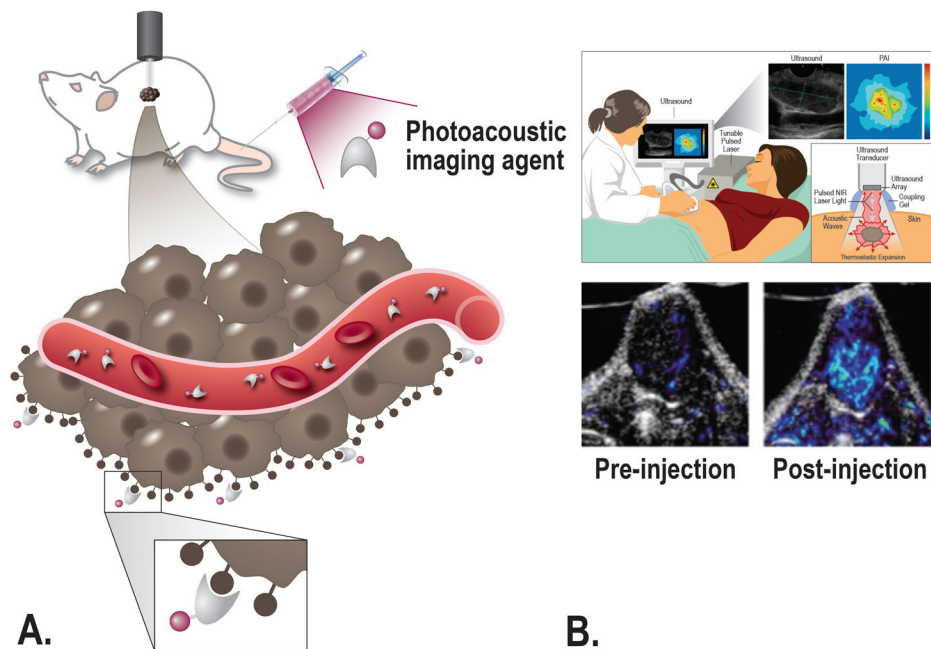 Photoacoustic
imaging agent
A.
Ultrasound
PAI
Ultrasound
Tunable
Pulsed
Laser
Ultrasound
Transducer
Ultrasound
Array
Pulsed NIR
Laser Light
Coupling
Gel
Acoustic
Waves
Skin
Thermoelastic Expansion
Pre-injection
Post-injection
B.